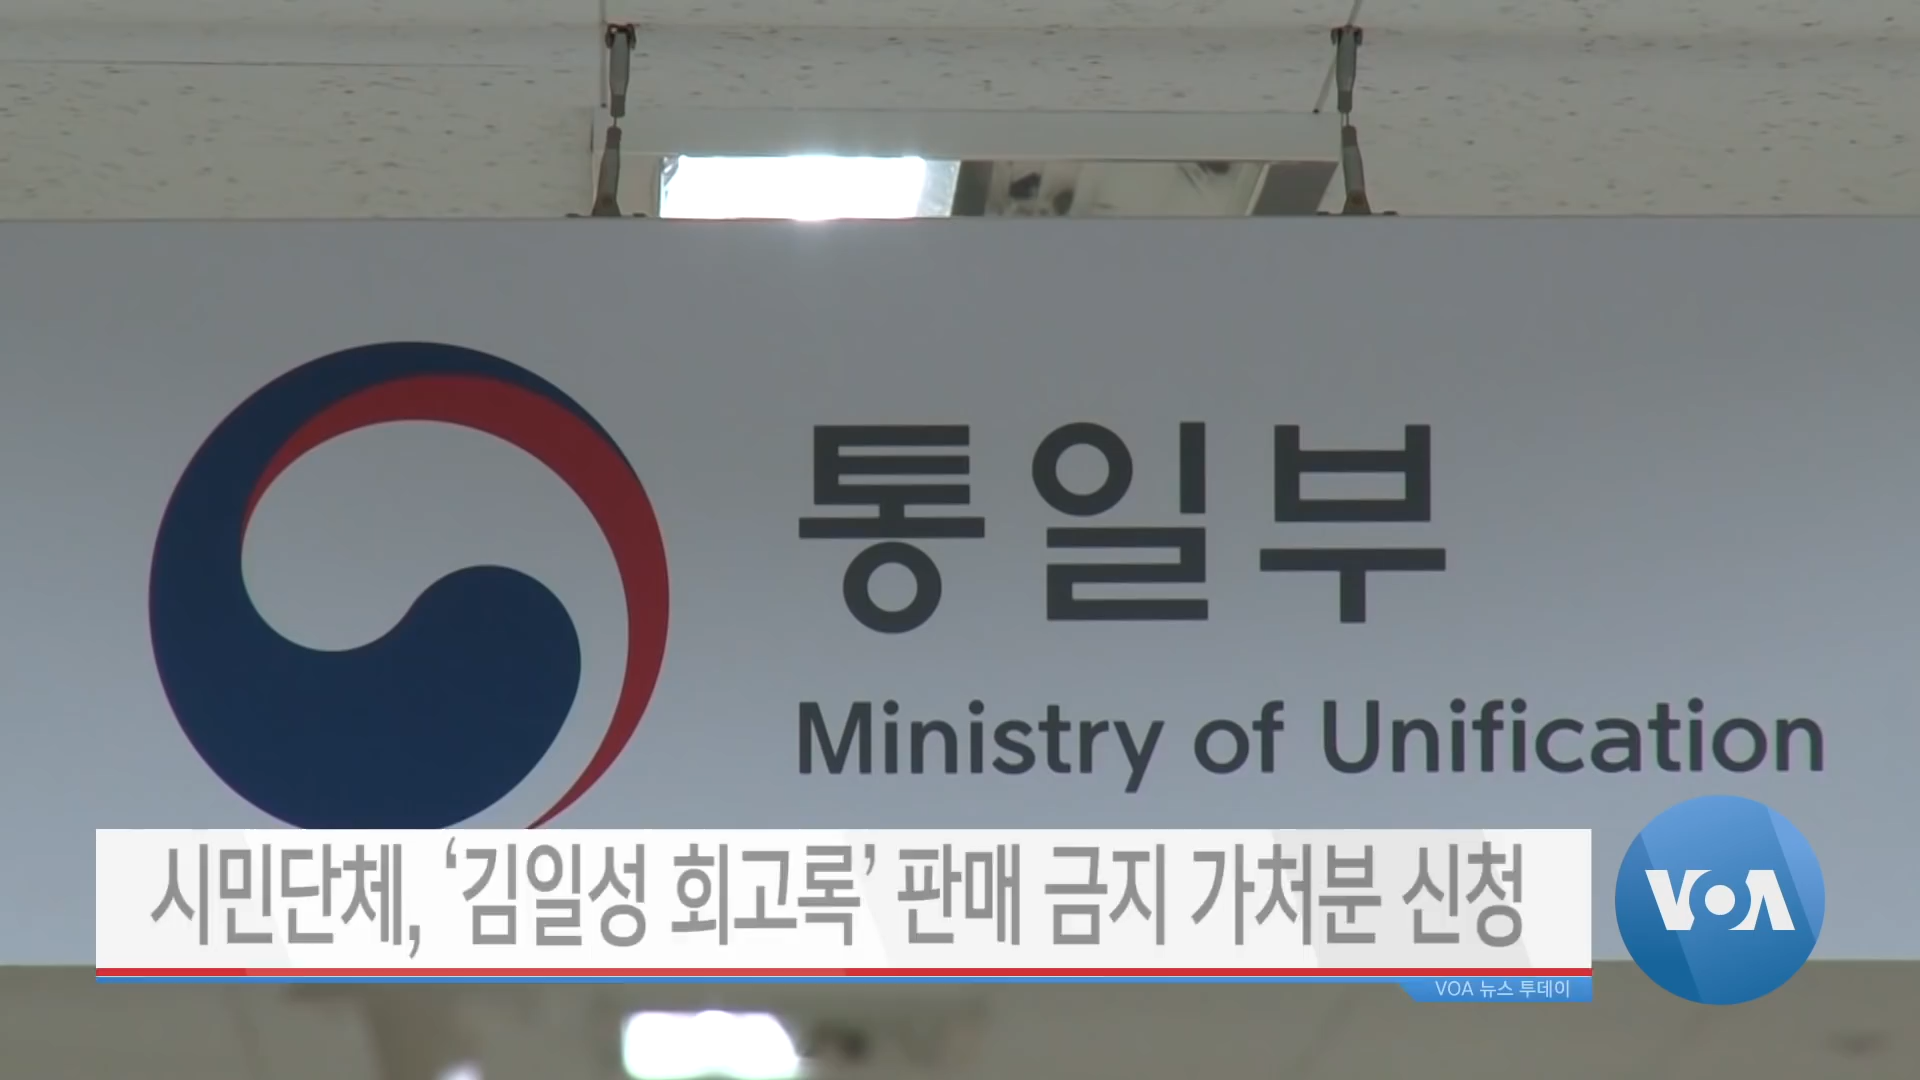 통일부
Ministry of Unification
시민단체, ‘김일성 회고록’ 판매 금지 가처분 신청
VOA
VOA 뉴스 투데이